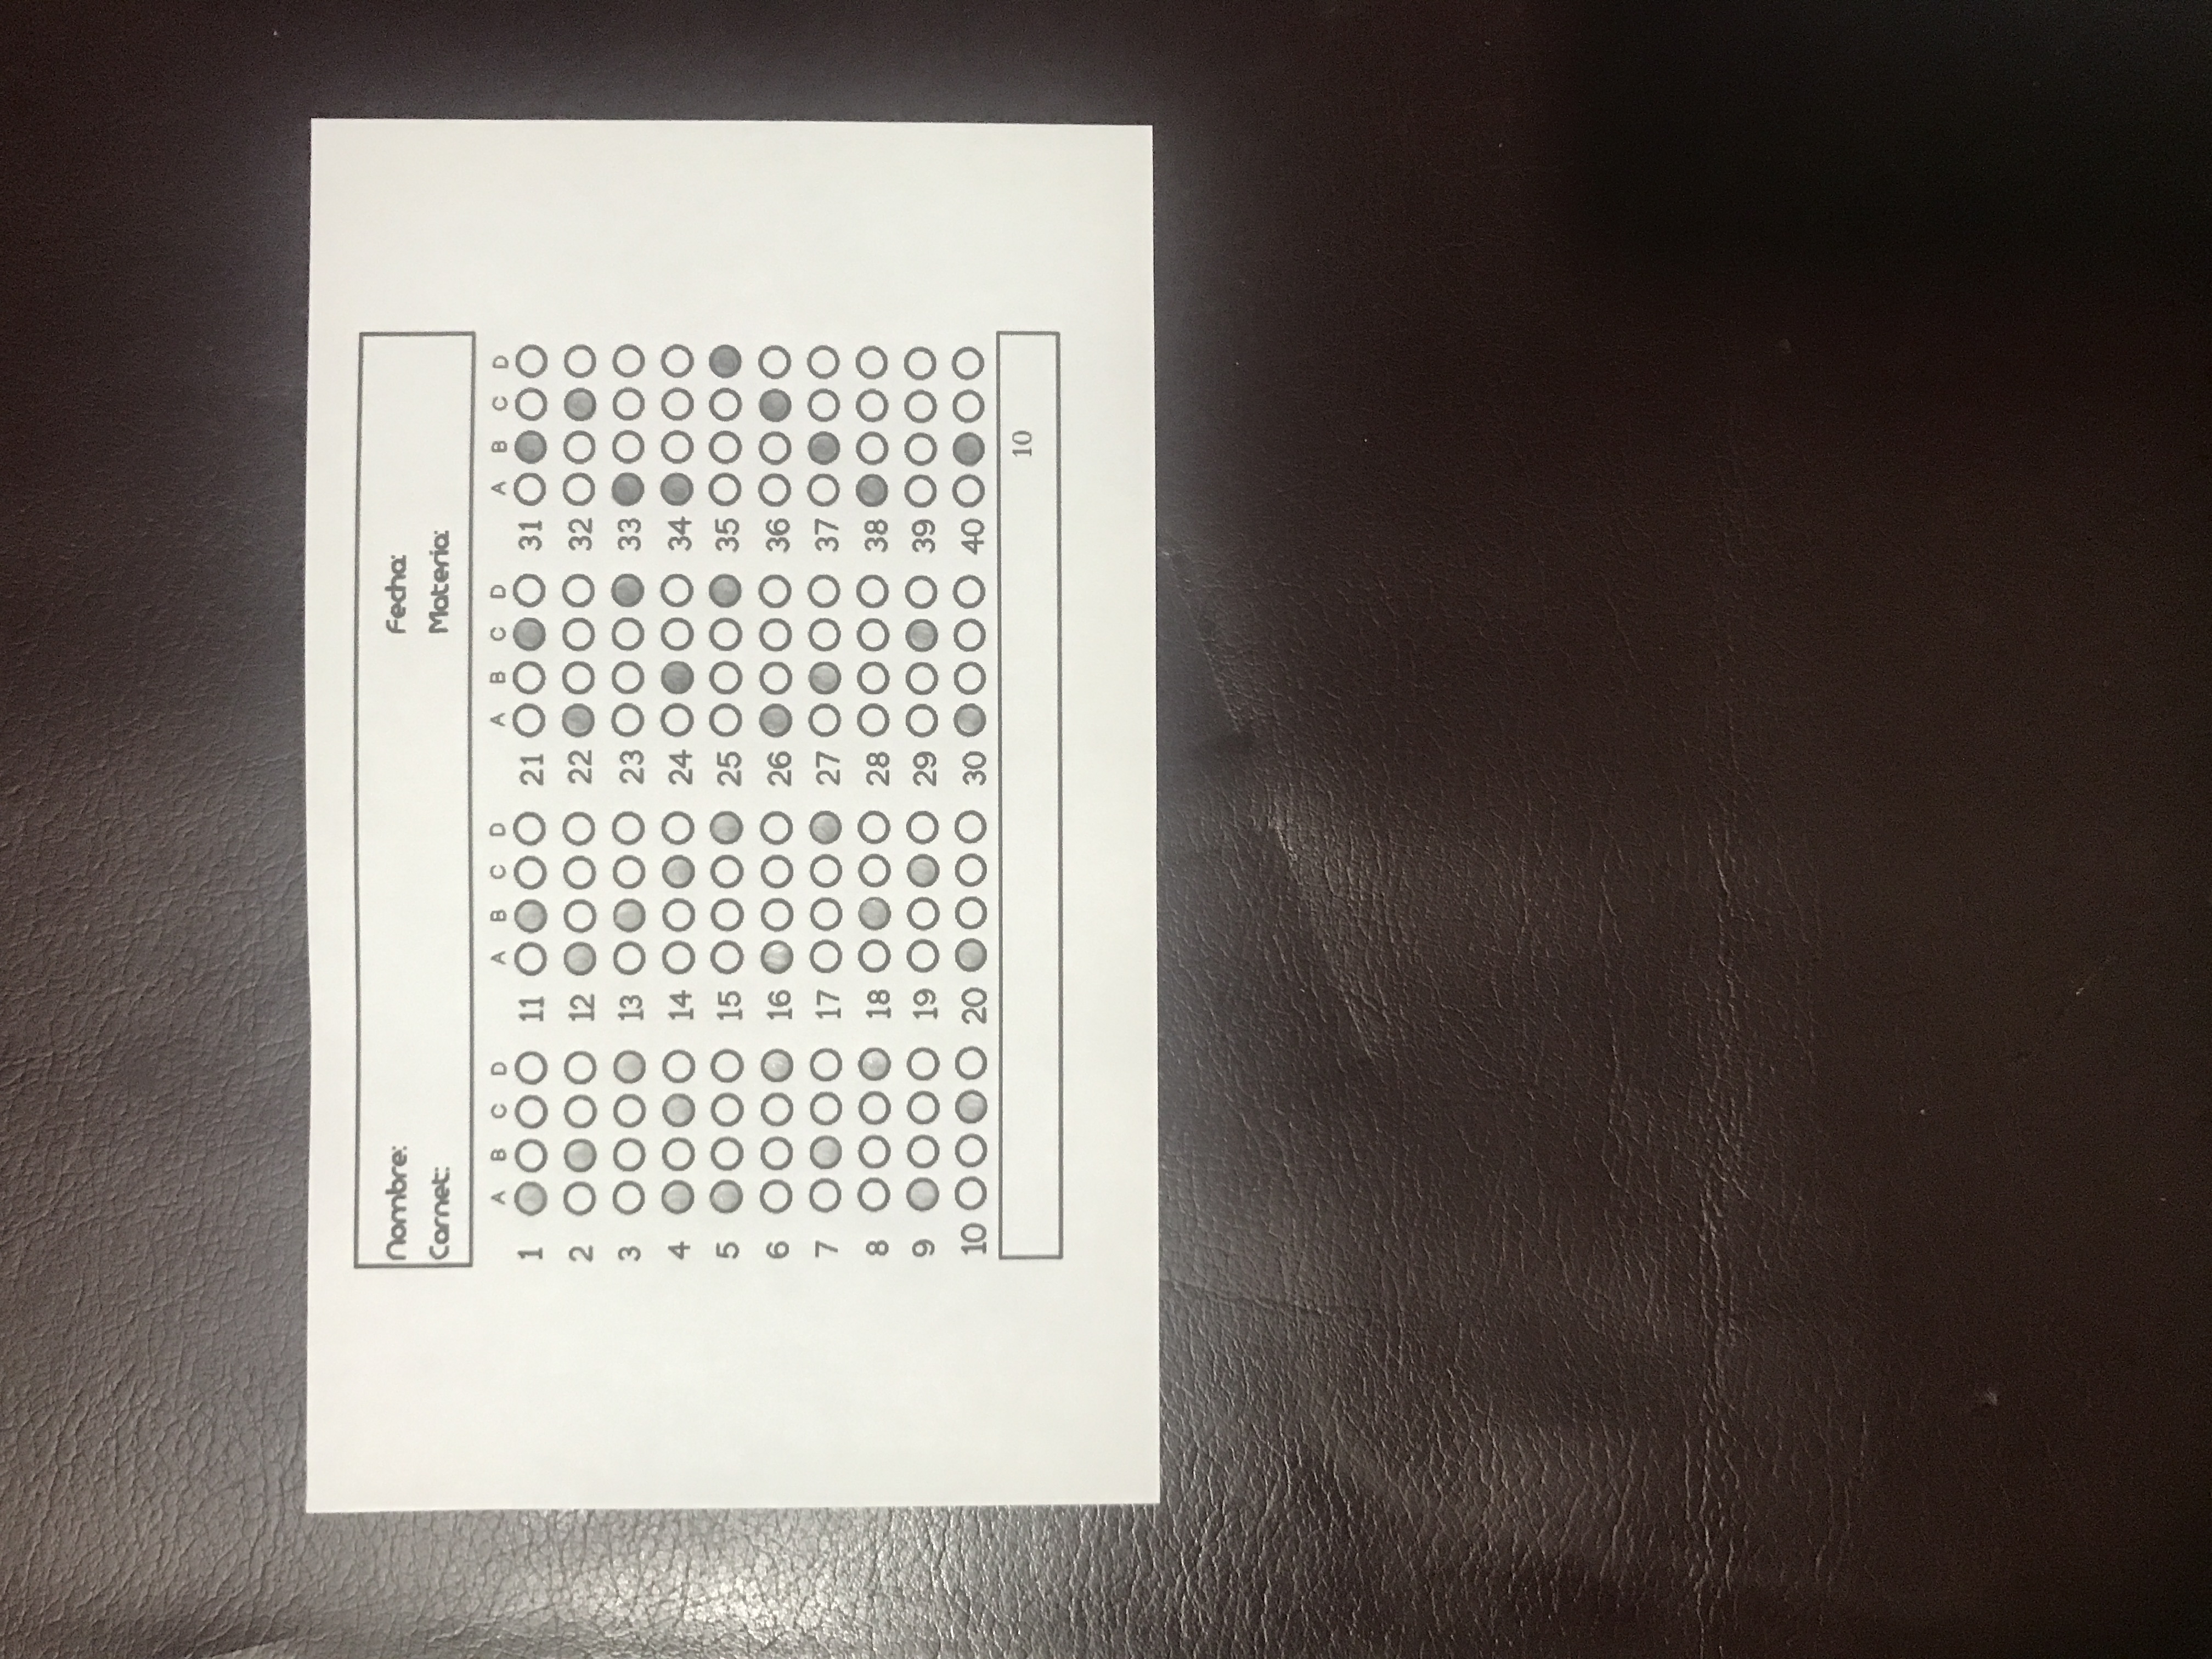 Nombre: Fecha:
Carnet: Materia:
A B C D A B C D A B C D A B C D
1 11 21 31
2 12 22 32
3 13 23 33
4 14 24 34
5 15 25 35
6 16 26 36
7 17 27 37
8 18 28 38
9 19 29 39
10 20 30 40
10